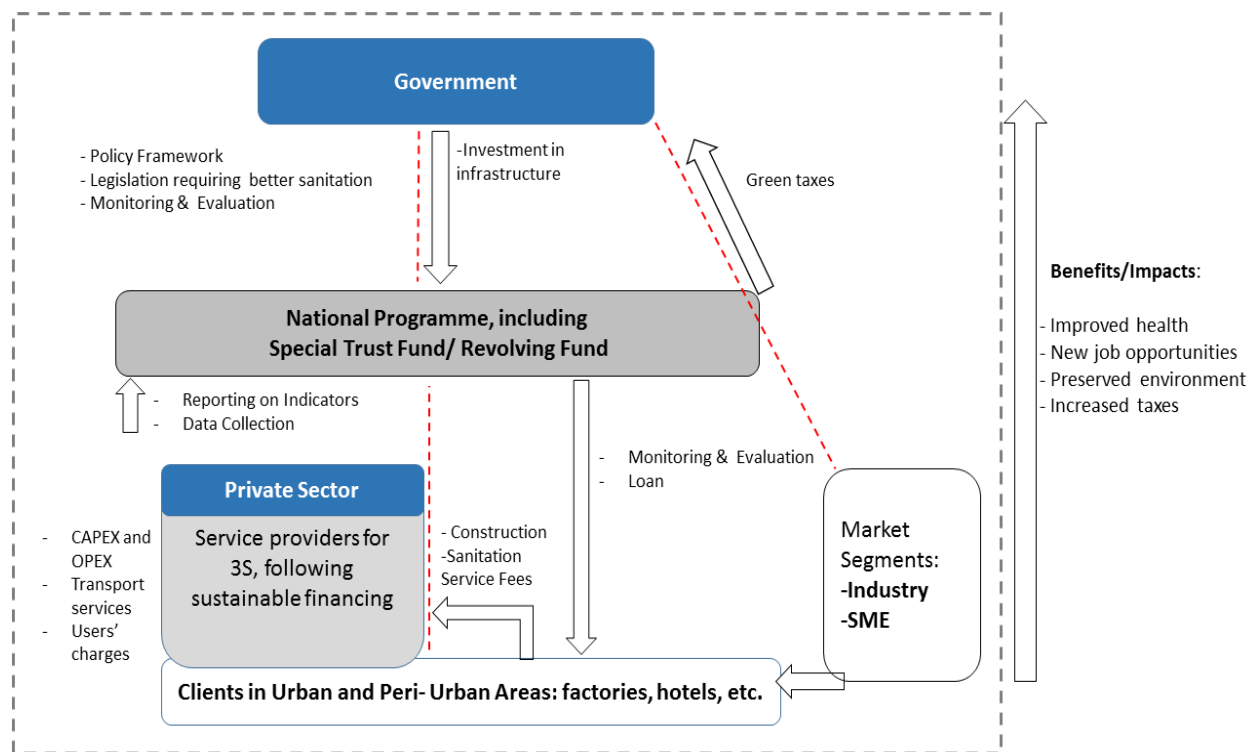 Government
- Policy Framework
- Legislation requiring better sanitation
- Monitoring & Evaluation
-Investment in
infrastructure
Green taxes
National Programme, including
Special Trust Fund/ Revolving Fund
- Reporting on Indicators
- Data Collection
- Monitoring & Evaluation
- Loan
Private Sector
Service providers for
3S, following
sustainable financing
- CAPEX and
OPEX
- Transport
services
- Users'
charges
- Construction
-Sanitation
Service Fees
Market
Segments:
-Industry
-SME
Clients in Urban and Peri- Urban Areas: factories, hotels, etc.
Benefits/Impacts:
- Improved health
- New job opportunities
- Preserved environment
- Increased taxes